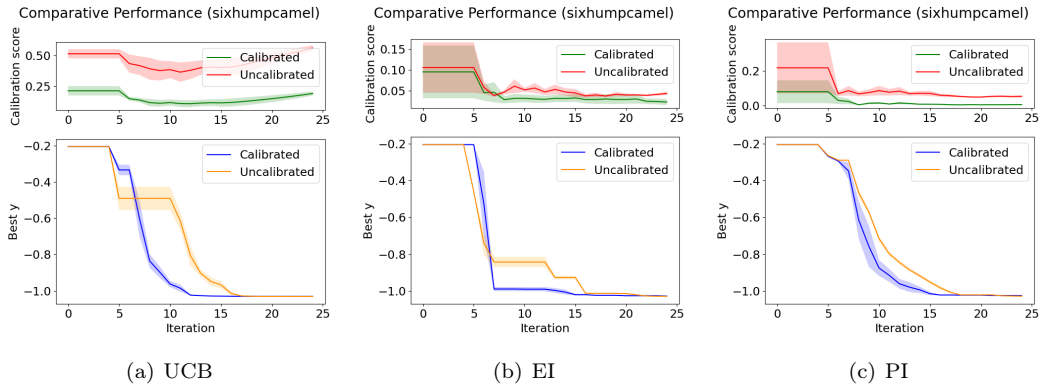 Comparative Performance (sixhumpcamel)
Calibration score
0.50
0.25
Calibrated
Uncalibrated
0 5 10 15 20 25
Best y
−0.2
−0.4
−0.6
−0.8
−1.0
Calibrated
Uncalibrated
0 5 10 15 20 25
Iteration
(a) UCB
Comparative Performance (sixhumpcamel)
Calibration score
0.15
0.10
0.05
Calibrated
Uncalibrated
0 5 10 15 20 25
Best y
−0.2
−0.4
−0.6
−0.8
−1.0
Calibrated
Uncalibrated
0 5 10 15 20 25
Iteration
(b) EI
Comparative Performance (sixhumpcamel)
Calibration score
0.2
0.0
Calibrated
Uncalibrated
0 5 10 15 20 25
Best y
−0.2
−0.4
−0.6
−0.8
−1.0
Calibrated
Uncalibrated
0 5 10 15 20 25
Iteration
(c) PI